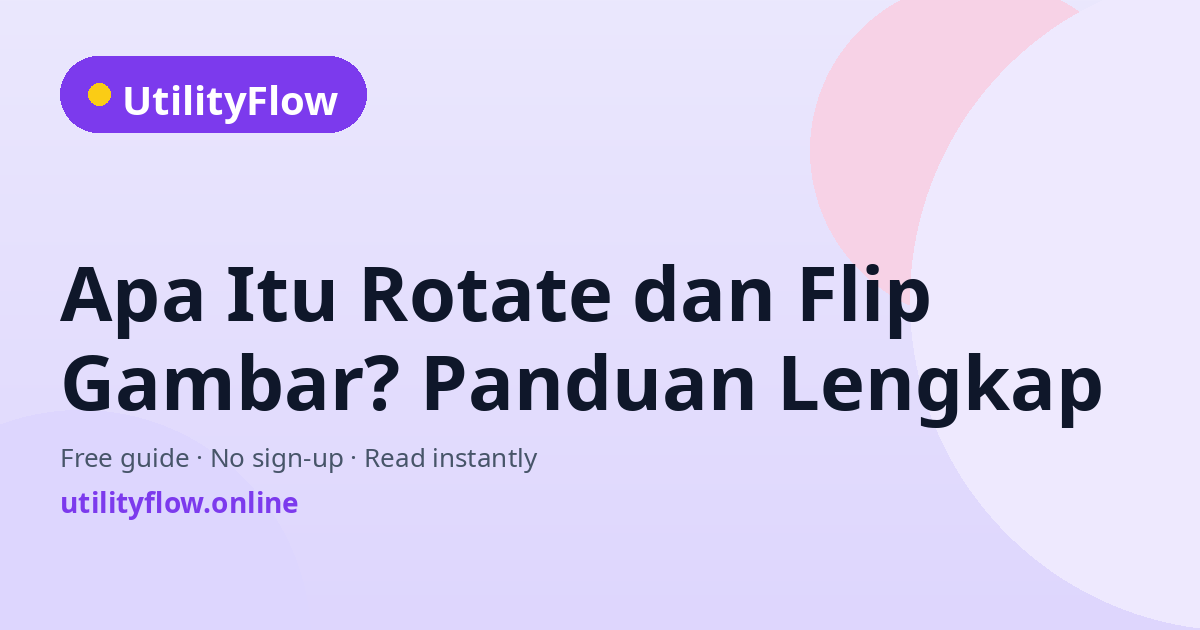 UtilityFlow
Apa Itu Rotate dan Flip
Gambar? Panduan Lengkap
Free guide · No sign-up · Read instantly
utilityflow.online